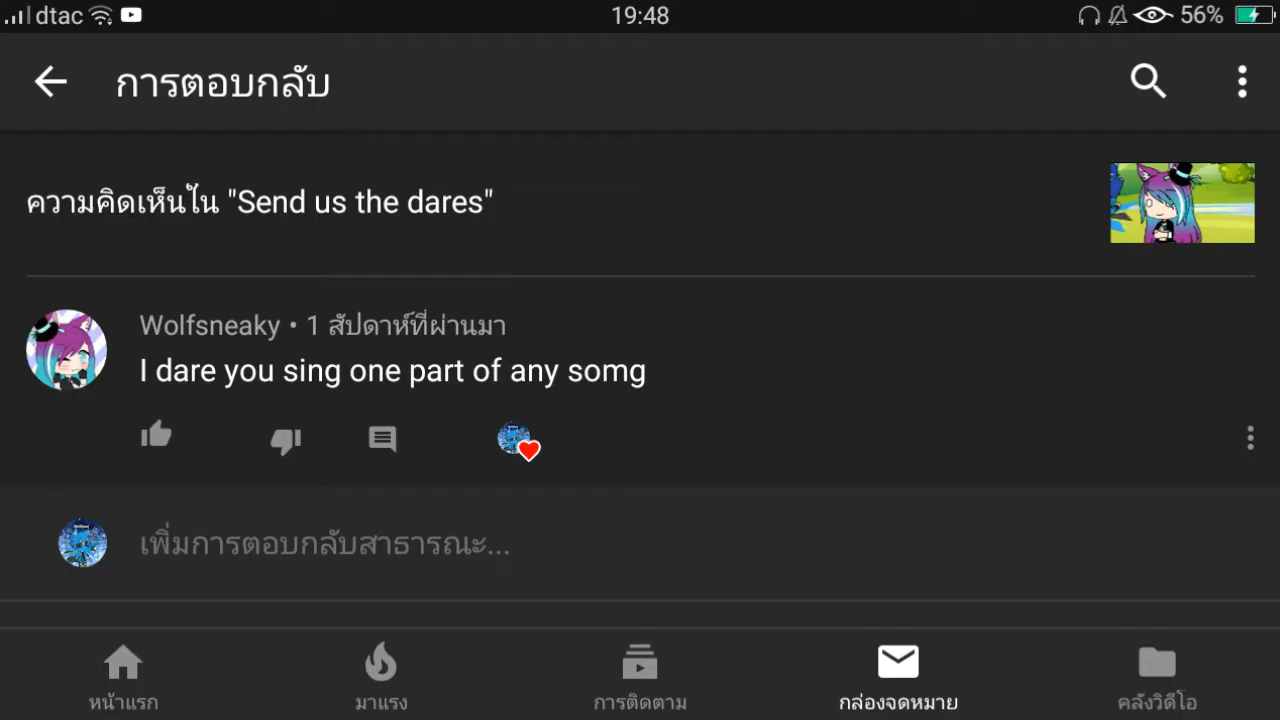 dtac 19:48 56%
การตอบกลับ
ความคิดเห็นใน "Send us the dares"
Wolfsneaky • 1 สัปดาห์ที่ผ่านมา
I dare you sing one part of any somg
เพิ่มการตอบกลับสาธารณะ...
หน้าแรก มาแรง การติดตาม กล่องจดหมาย คลังวิดีโอ